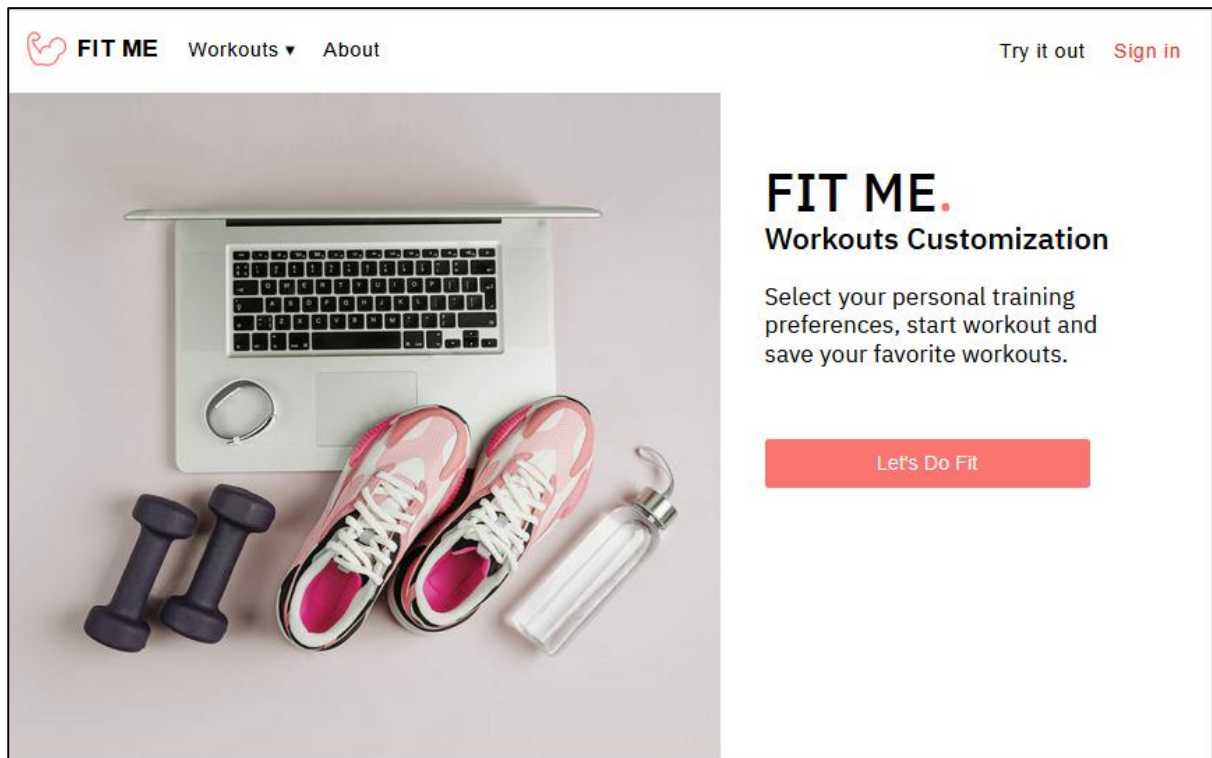 FIT ME Workouts ▾ About Try it out Sign in
FIT ME.
Workouts Customization
Select your personal training
preferences, start workout and
save your favorite workouts.
Let's Do Fit